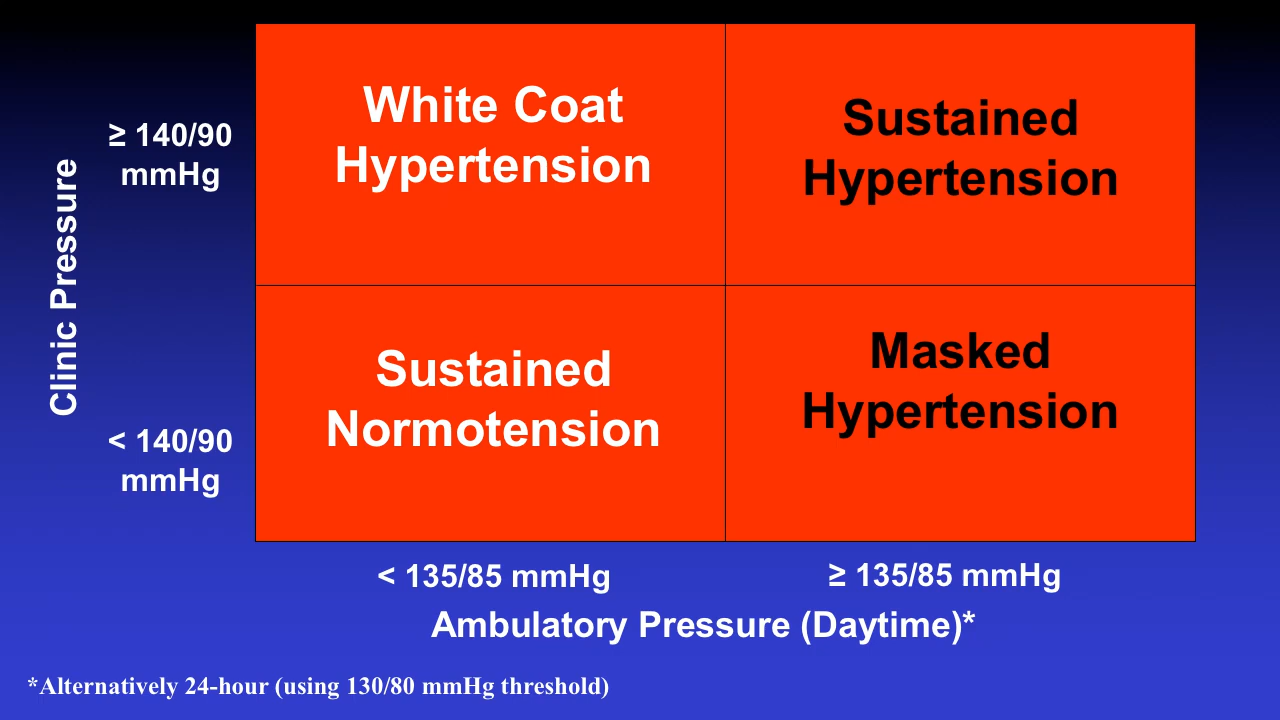 White Coat
Hypertension
Sustained
Hypertension
≥ 140/90
mmHg
Clinic Pressure
Sustained
Normotension
Masked
Hypertension
< 140/90
mmHg
< 135/85 mmHg
≥ 135/85 mmHg
Ambulatory Pressure (Daytime)*
*Alternatively 24-hour (using 130/80 mmHg threshold)